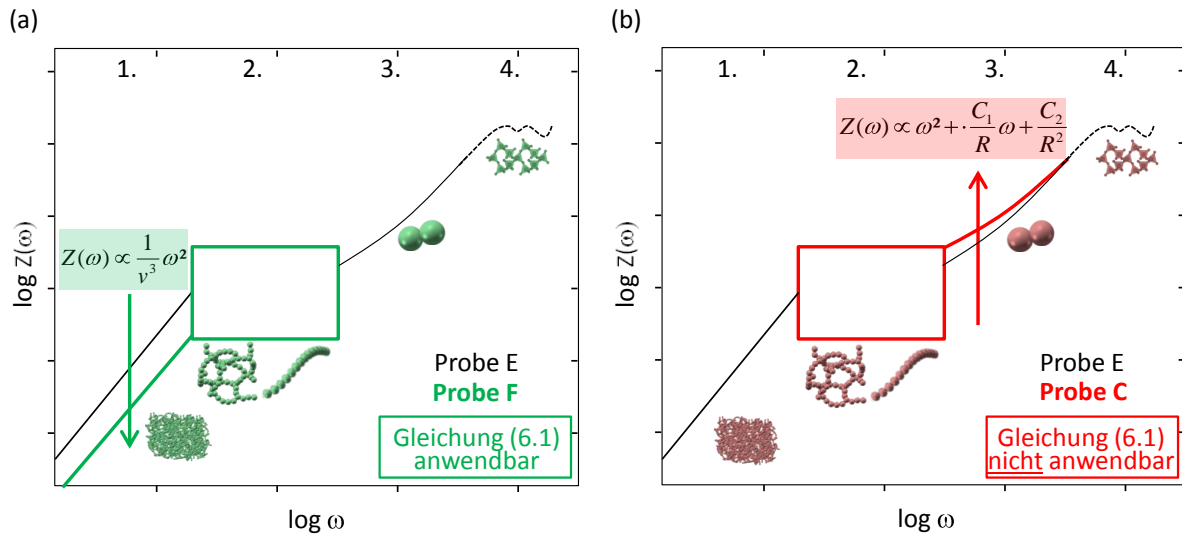 (a)
1. 2. 3. 4.
log Z(ω)
Z(ω) ∝ 1/v³ ω²
Probe E
Probe F
Gleichung (6.1)
anwendbar
log ω
(b)
1. 2. 3. 4.
log Z(ω)
Z(ω) ∝ ω² + · C₁/R ω + C₂/R²
Probe E
Probe C
Gleichung (6.1)
nicht anwendbar
log ω